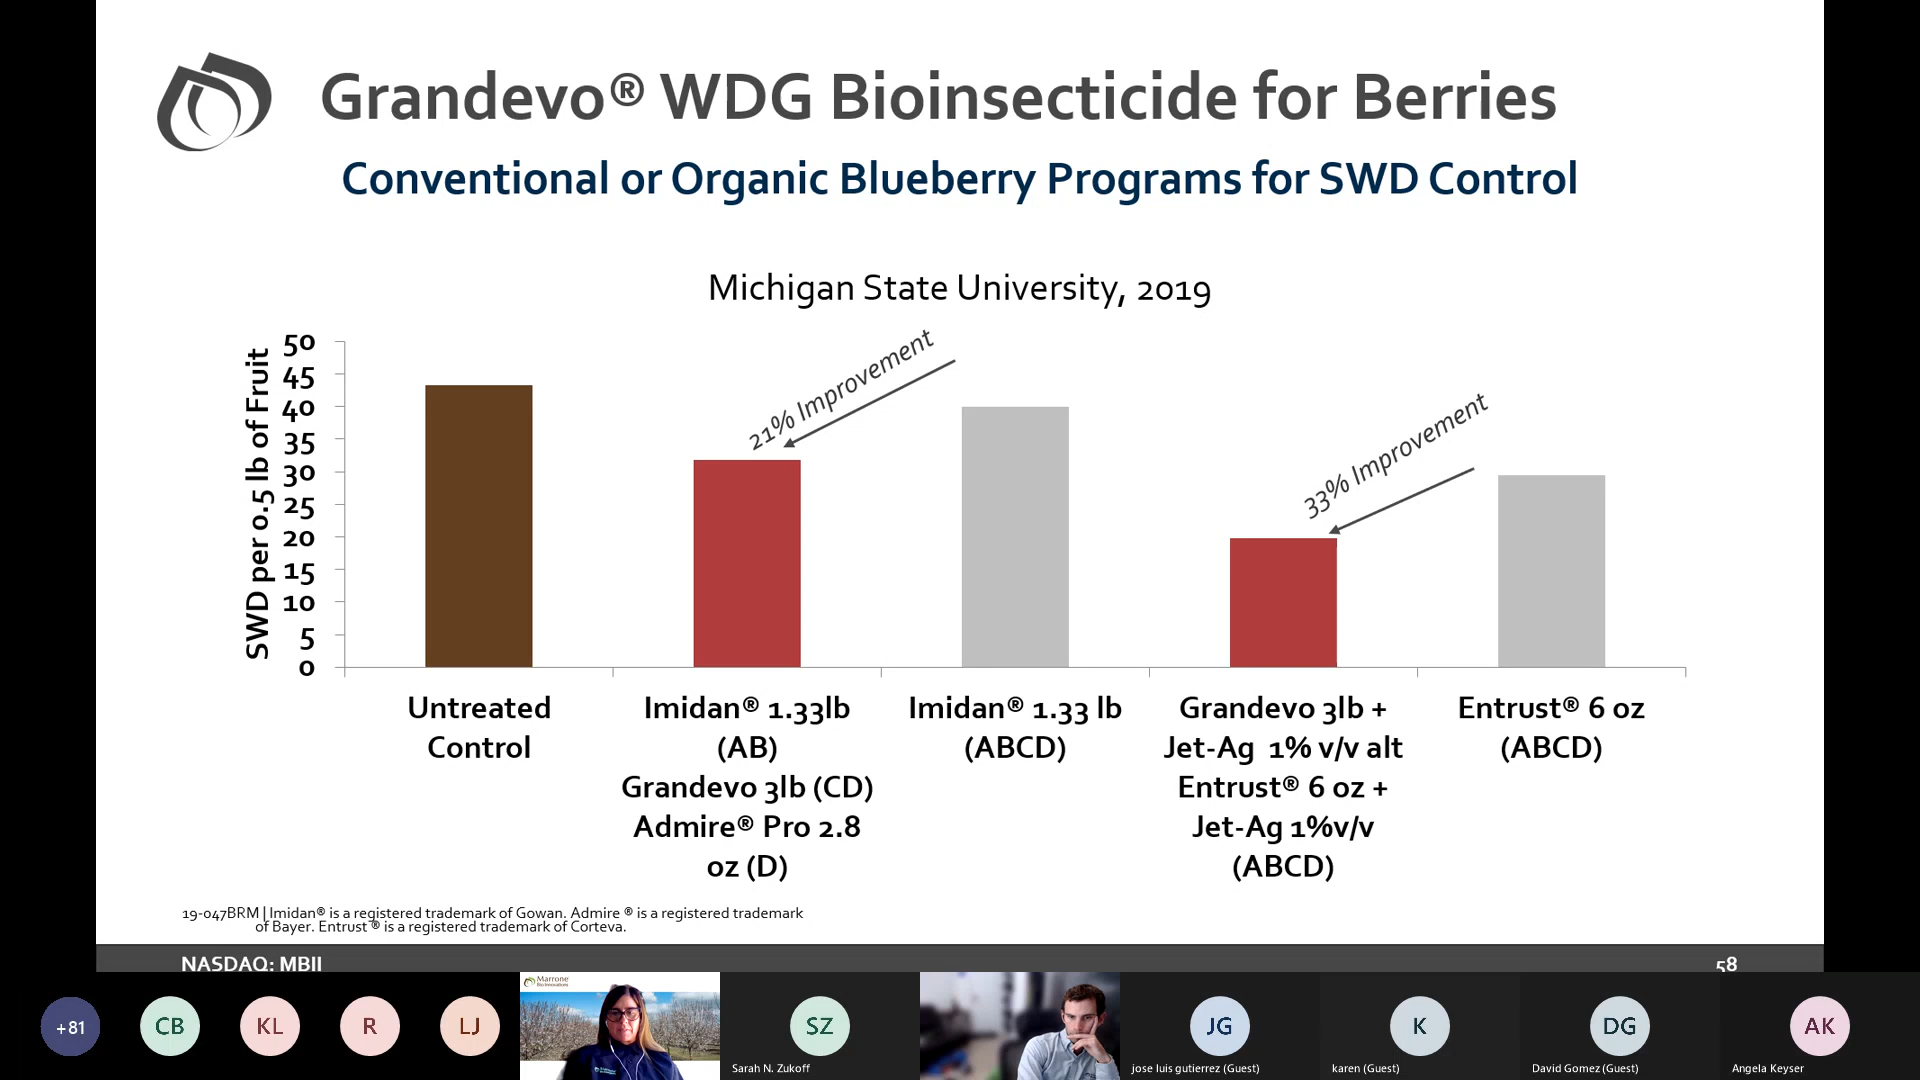 Grandevo® WDG Bioinsecticide for Berries
Conventional or Organic Blueberry Programs for SWD Control
Michigan State University, 2019
SWD per 0.5 lb of Fruit
50
45
40
35
30
25
20
15
10
5
0
21% Improvement
33% Improvement
Untreated
Control
Imidan® 1.33lb
(AB)
Grandevo 3lb (CD)
Admire® Pro 2.8
oz (D)
Imidan® 1.33 lb
(ABCD)
Grandevo 3lb +
Jet-Ag 1% v/v alt
Entrust® 6 oz +
Jet-Ag 1%v/v
(ABCD)
Entrust® 6 oz
(ABCD)
19-047BRM | Imidan® is a registered trademark of Gowan. Admire ® is a registered trademark
of Bayer. Entrust ® is a registered trademark of Corteva.
NASDAQ: MBII
58
+81
CB
KL
R
LJ
Marrone
Bio Innovations
SZ
Sarah N. Zukoff
JG
jose luis gutierrez (Guest)
K
karen (Guest)
DG
David Gomez (Guest)
AK
Angela Keyser